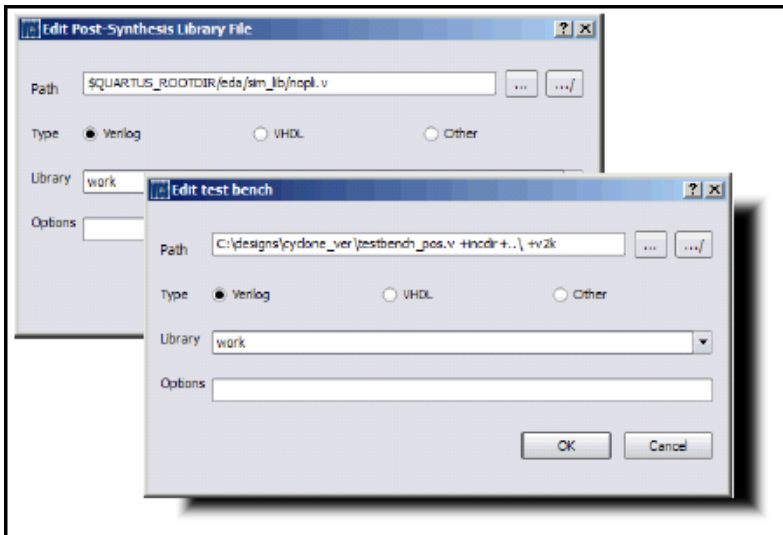 Edit Post-Synthesis Library File
Path $QUARTUS_ROOTDIR/eda/sim_lib/nopli.v ... .../
Type Verilog VHDL Other
Library work
Options
Edit test bench
Path C:\designs\cyclone_ver\testbench_pos.v +incdir+..\ +v2k ... .../
Type Verilog VHDL Other
Library work
Options
OK Cancel